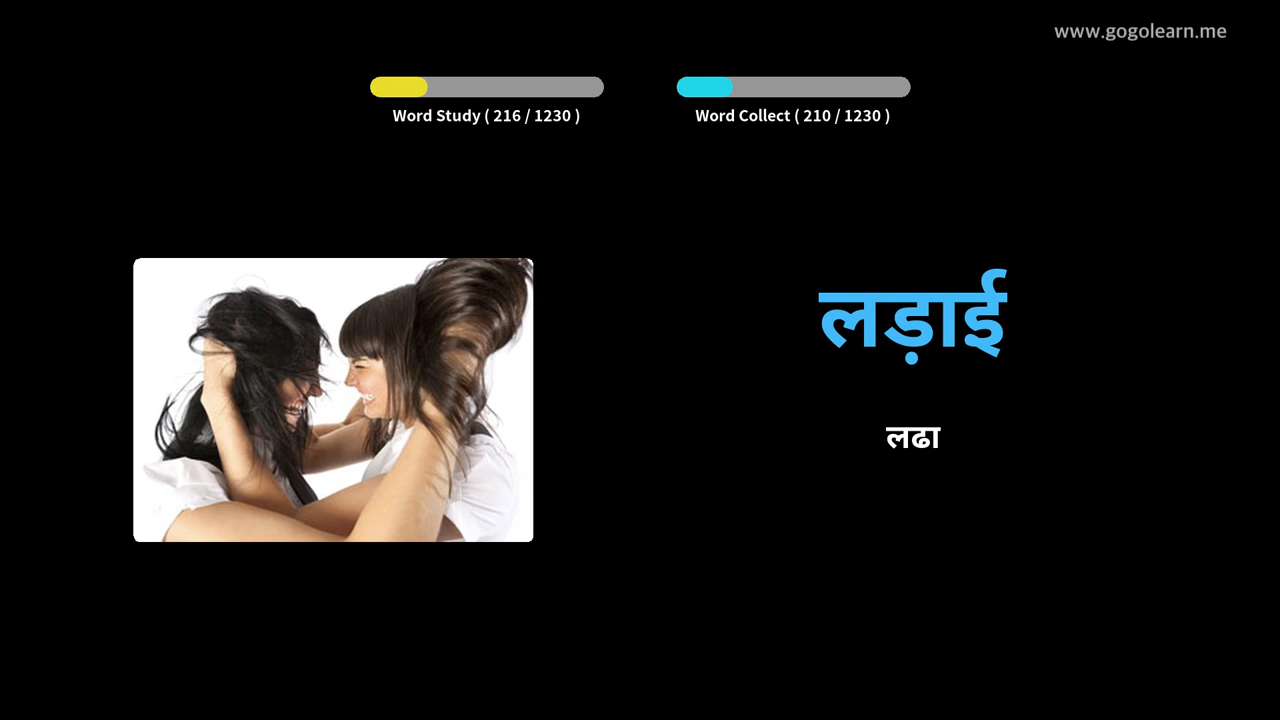 www.gogolearn.me
Word Study ( 216 / 1230 )
Word Collect ( 210 / 1230 )
लड़ाई
लढा